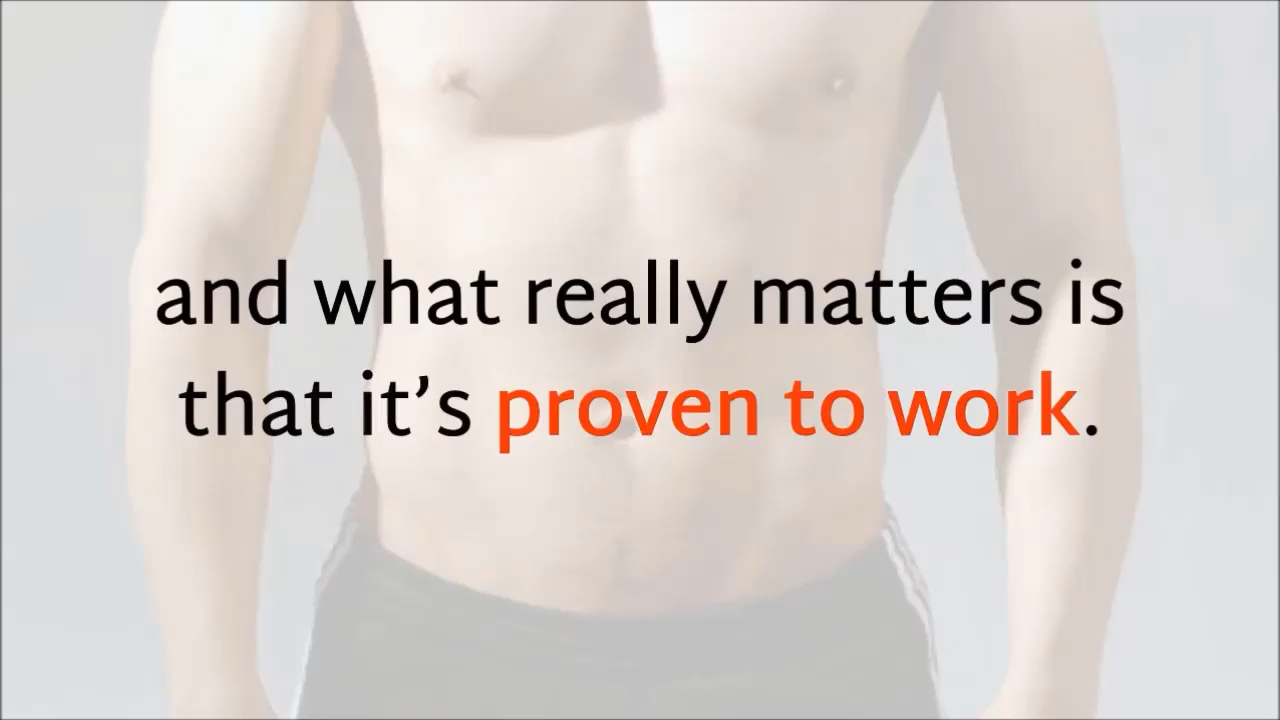 and what really matters is
that it’s proven to work.